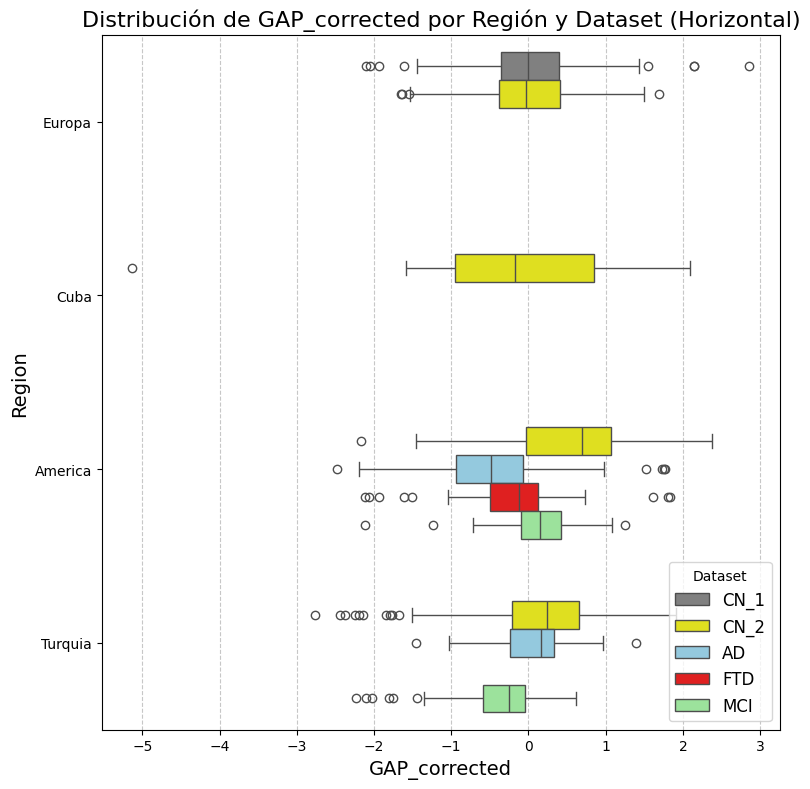 Distribución de GAP_corrected por Región y Dataset (Horizontal)
Europa
Cuba
America
Turquia
Region
Dataset
CN_1
CN_2
AD
FTD
MCI
−5 −4 −3 −2 −1 0 1 2 3
GAP_corrected